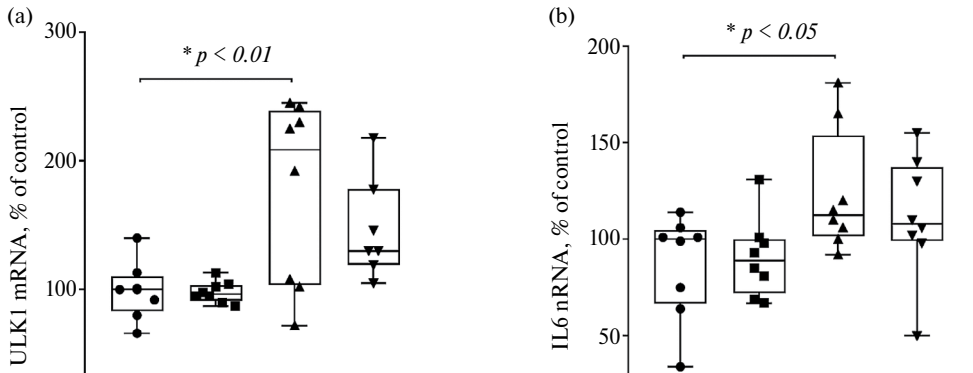 (a)
ULK1 mRNA, % of control
300
200
100
* p < 0.01
(b)
IL6 nRNA, % of control
200
150
100
50
* p < 0.05